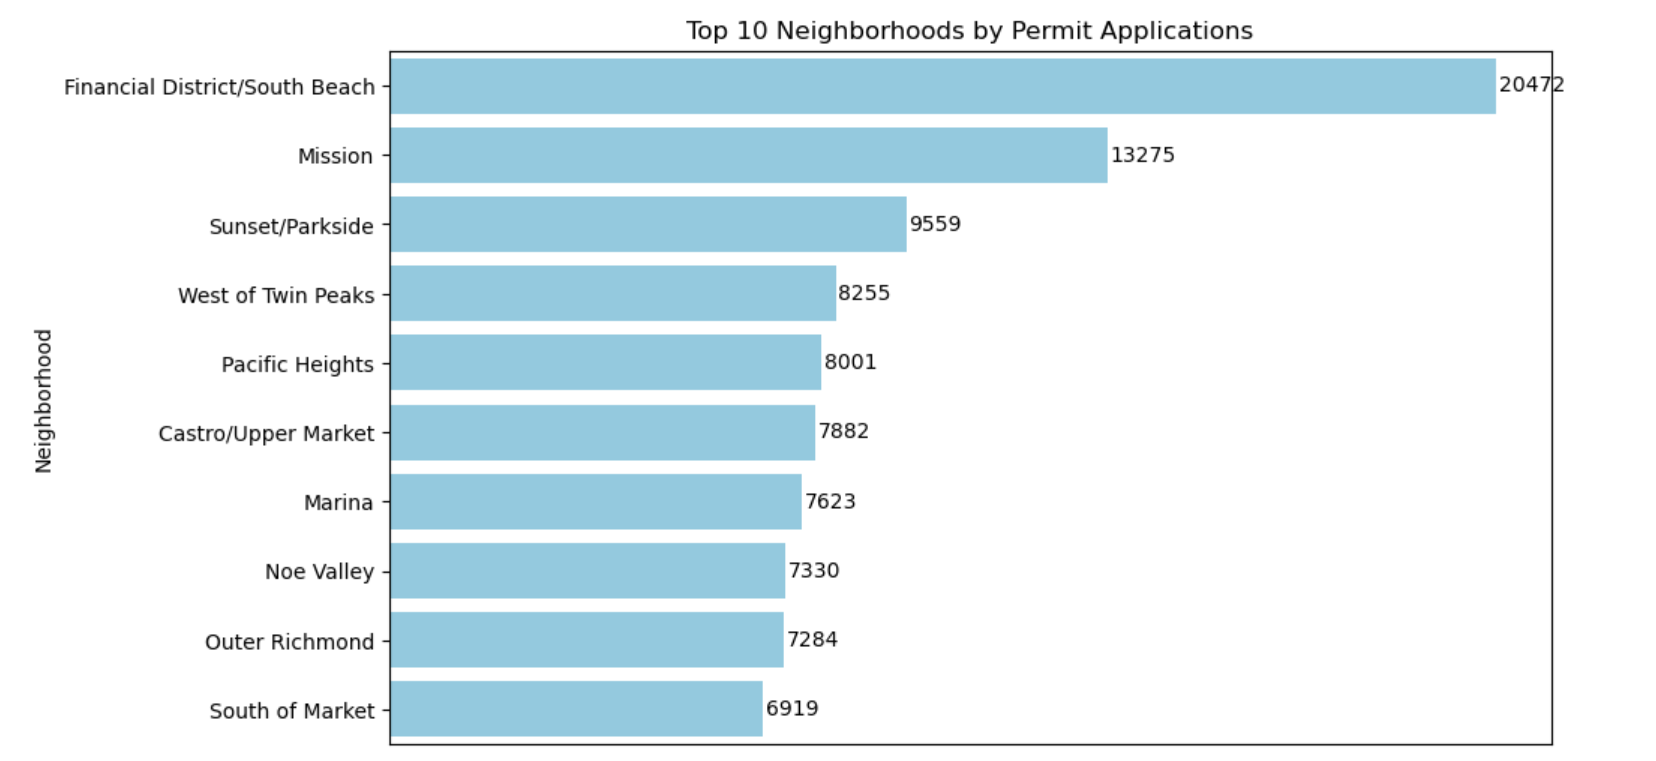 Top 10 Neighborhoods by Permit Applications
Financial District/South Beach 20472
Mission 13275
Sunset/Parkside 9559
West of Twin Peaks 8255
Pacific Heights 8001
Castro/Upper Market 7882
Marina 7623
Noe Valley 7330
Outer Richmond 7284
South of Market 6919
Neighborhood